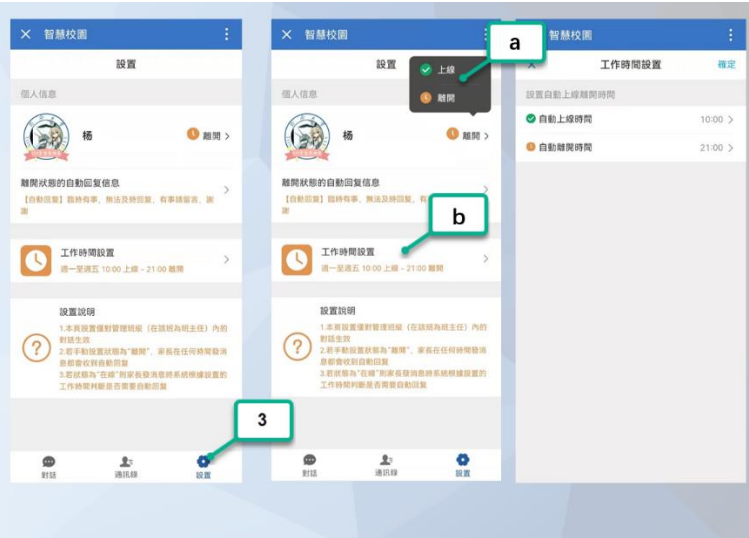 智慧校園
設置
個人信息
杨
離開
離開狀態的自動回复信息
【自動回复】臨時有事，無法及時回复，有事請留言，謝
謝
工作時間設置
週一至週五 10:00 上線 - 21:00 離開
設置説明
1.本頁設置僅對管理班級（在該班為班主任）內的
對話生效
2.若手動設置狀態為"離開"，家長在任何時間發消
息都會收到自動回复
3.若狀態為"在線"則家長發消息時系統根據設置的
工作時間判斷是否需要自動回复
3
對話
通訊錄
設置
智慧校園
設置
a
上線
離開
個人信息
杨
離開
離開狀態的自動回复信息
【自動回复】臨時有事，無法及時回复，有
謝
b
工作時間設置
週一至週五 10:00 上線 - 21:00 離開
設置説明
1.本頁設置僅對管理班級（在該班為班主任）內的
對話生效
2.若手動設置狀態為"離開"，家長在任何時間發消
息都會收到自動回复
3.若狀態為"在線"則家長發消息時系統根據設置的
工作時間判斷是否需要自動回复
對話
通訊錄
設置
智慧校園
工作時間設置
確定
設置自動上線離開時間
自動上線時間 10:00
自動離開時間 21:00